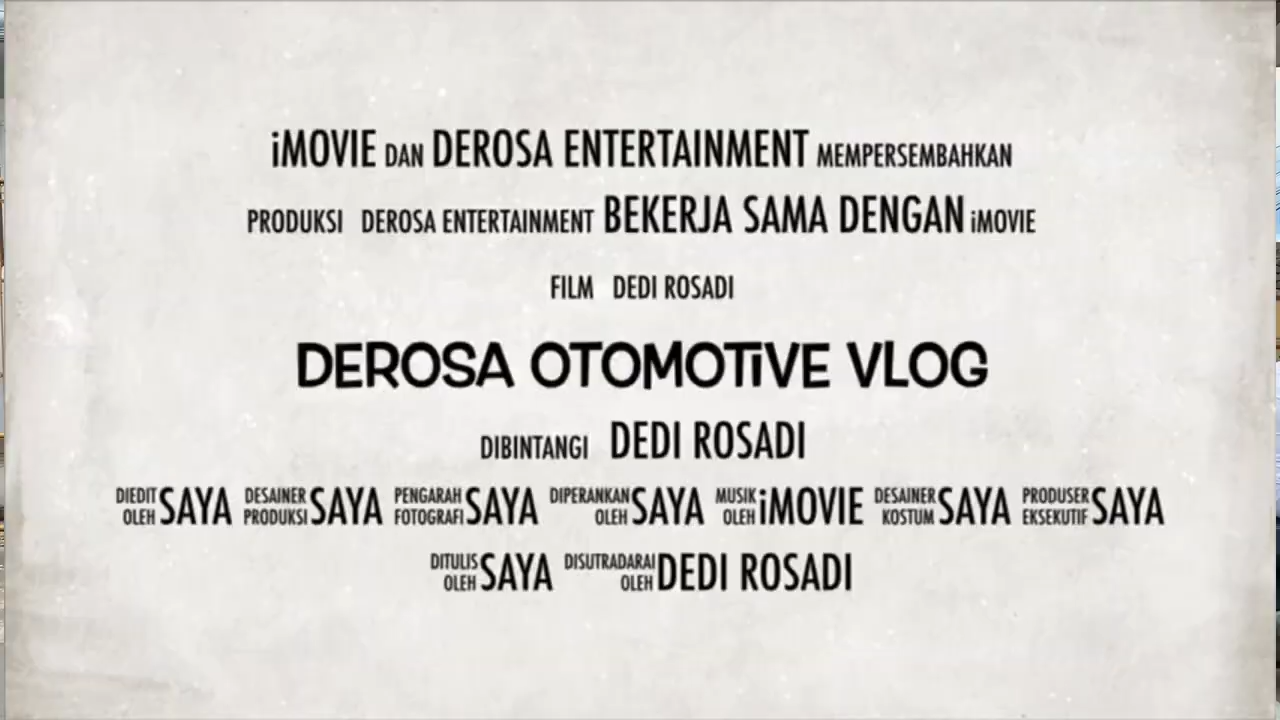 iMOVIE DAN DEROSA ENTERTAINMENT MEMPERSEMBAHKAN
PRODUKSI DEROSA ENTERTAINMENT BEKERJA SAMA DENGAN iMOVIE
FILM DEDI ROSADI
DEROSA OTOMOTiVE VLOG
DIBINTANGI DEDI ROSADI
DIEDIT OLEH SAYA DESAINER PRODUKSI SAYA PENGARAH FOTOGRAFI SAYA DIPERANKAN OLEH SAYA MUSIK OLEH iMOVIE DESAINER KOSTUM SAYA PRODUSER EKSEKUTIF SAYA
DITULIS OLEH SAYA DISUTRADARAI OLEH DEDI ROSADI